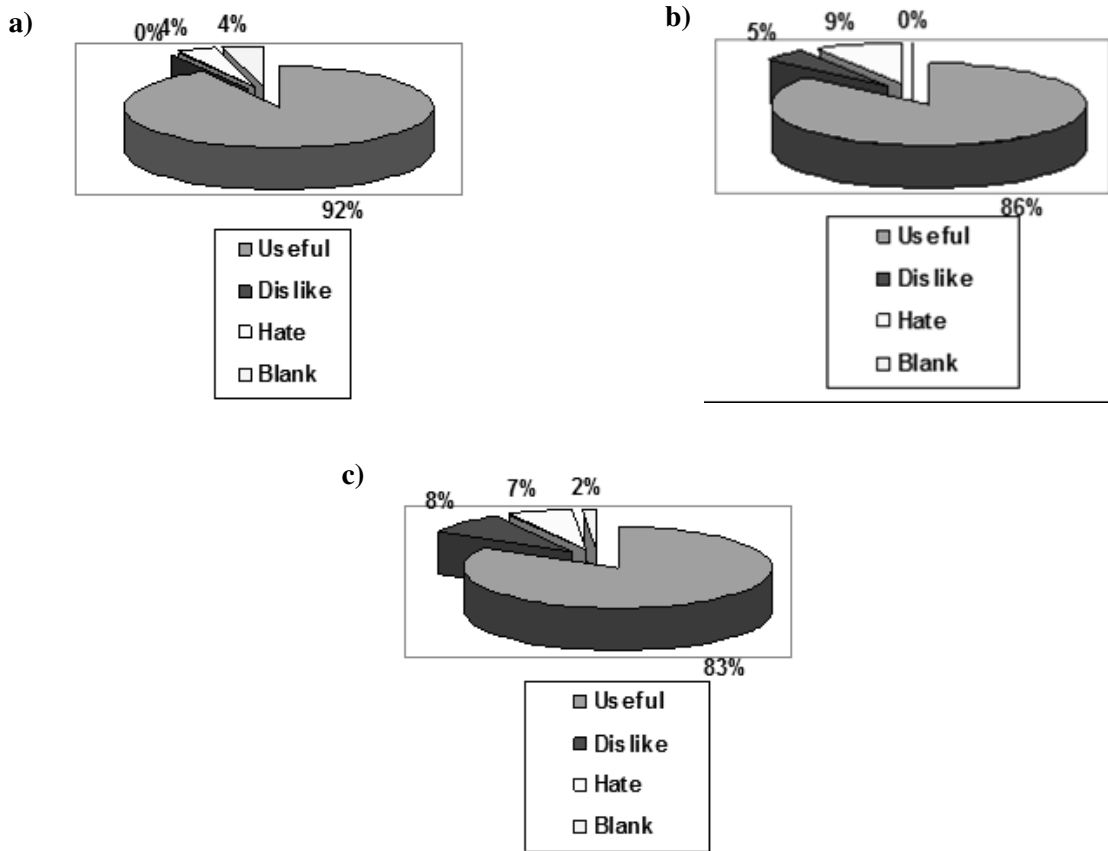 a)
0%
4%
4%
92%
Useful
Dislike
Hate
Blank
b)
5%
9%
0%
86%
Useful
Dislike
Hate
Blank
c)
8%
7%
2%
83%
Useful
Dislike
Hate
Blank